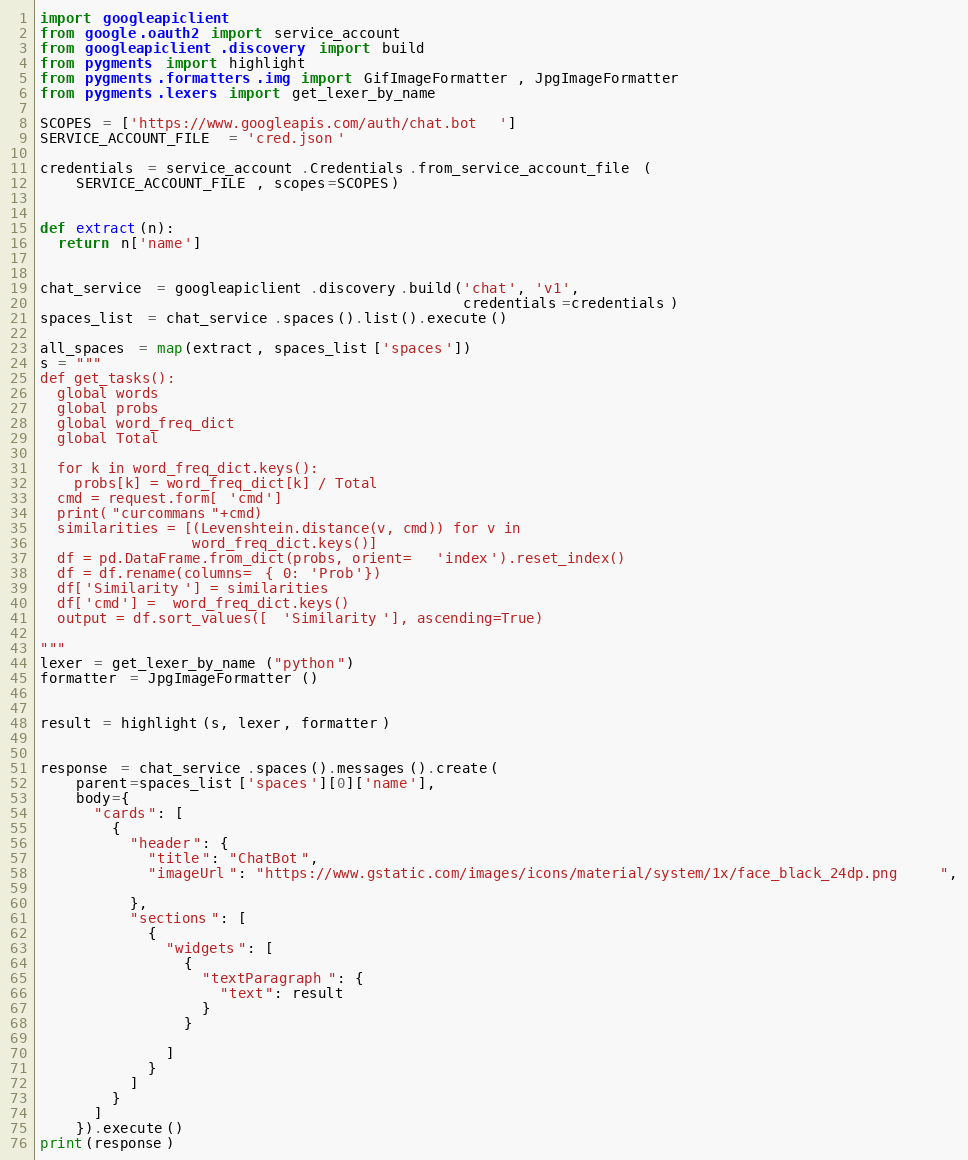 1 import googleapiclient
2 from google.oauth2 import service_account
3 from googleapiclient.discovery import build
4 from pygments import highlight
5 from pygments.formatters.img import GifImageFormatter, JpgImageFormatter
6 from pygments.lexers import get_lexer_by_name
7
8 SCOPES = ['https://www.googleapis.com/auth/chat.bot']
9 SERVICE_ACCOUNT_FILE = 'cred.json'
10
11 credentials = service_account.Credentials.from_service_account_file(
12     SERVICE_ACCOUNT_FILE, scopes=SCOPES)
13
14
15 def extract(n):
16   return n['name']
17
18
19 chat_service = googleapiclient.discovery.build('chat', 'v1',
20                                                credentials=credentials)
21 spaces_list = chat_service.spaces().list().execute()
22
23 all_spaces = map(extract, spaces_list['spaces'])
24 s = """
25 def get_tasks():
26   global words
27   global probs
28   global word_freq_dict
29   global Total
30
31   for k in word_freq_dict.keys():
32     probs[k] = word_freq_dict[k] / Total
33   cmd = request.form['cmd']
34   print("curcommans"+cmd)
35   similarities = [(Levenshtein.distance(v, cmd)) for v in
36                   word_freq_dict.keys()]
37   df = pd.DataFrame.from_dict(probs, orient='index').reset_index()
38   df = df.rename(columns={ 0: 'Prob'})
39   df['Similarity'] = similarities
40   df['cmd'] =  word_freq_dict.keys()
41   output = df.sort_values(['Similarity'], ascending=True)
42
43 """
44 lexer = get_lexer_by_name("python")
45 formatter = JpgImageFormatter()
46
47
48 result = highlight(s, lexer, formatter)
49
50
51 response = chat_service.spaces().messages().create(
52     parent=spaces_list['spaces'][0]['name'],
53     body={
54       "cards": [
55         {
56           "header": {
57             "title": "ChatBot",
58             "imageUrl": "https://www.gstatic.com/images/icons/material/system/1x/face_black_24dp.png",
59
60           },
61           "sections": [
62             {
63               "widgets": [
64                 {
65                   "textParagraph": {
66                     "text": result
67                   }
68                 }
69
70               ]
71             }
72           ]
73         }
74       ]
75     }).execute()
76 print(response)